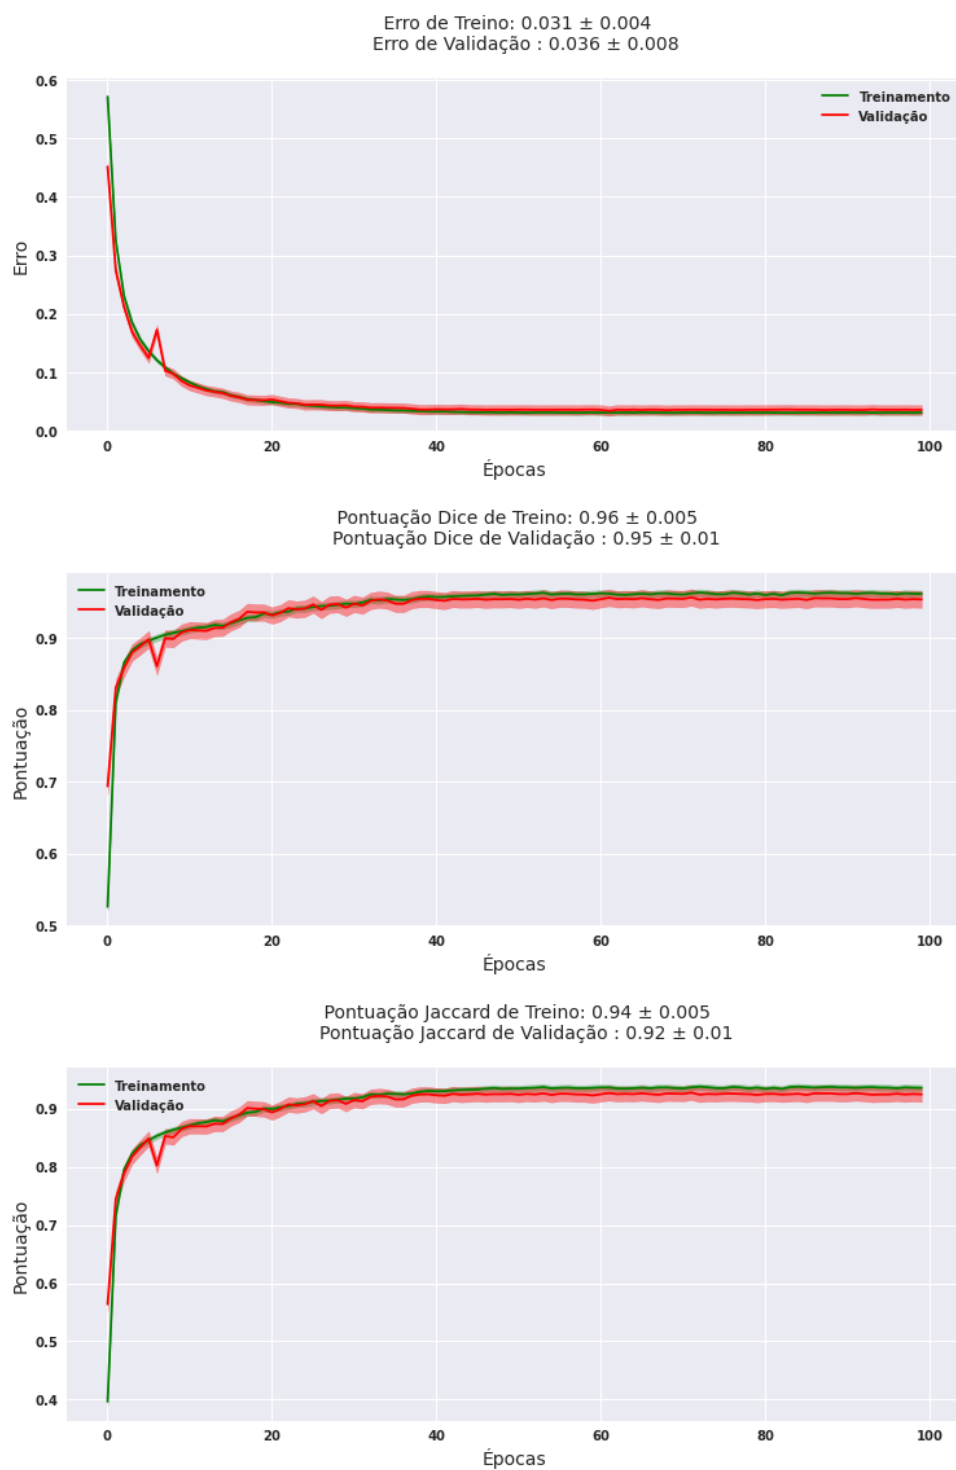 Erro de Treino: 0.031 ± 0.004
Erro de Validação : 0.036 ± 0.008
0.6
0.5
0.4
0.3
0.2
0.1
0.0
Erro
Treinamento
Validação
0 20 40 60 80 100
Épocas
Pontuação Dice de Treino: 0.96 ± 0.005
Pontuação Dice de Validação : 0.95 ± 0.01
Treinamento
Validação
0.9
0.8
0.7
0.6
0.5
Pontuação
0 20 40 60 80 100
Épocas
Pontuação Jaccard de Treino: 0.94 ± 0.005
Pontuação Jaccard de Validação : 0.92 ± 0.01
Treinamento
Validação
0.9
0.8
0.7
0.6
0.5
0.4
Pontuação
0 20 40 60 80 100
Épocas